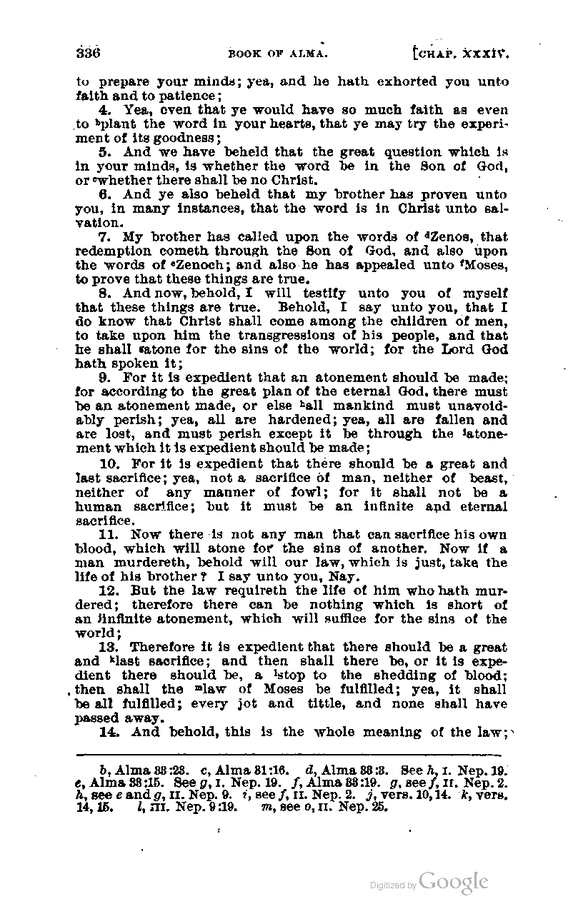 336 BOOK OF ALMA. [CHAP. XXXIV.
to prepare your minds; yea, and he hath exhorted you unto
faith and to patience;
4. Yea, even that ye would have so much faith as even
to ᵇplant the word in your hearts, that ye may try the experi-
ment of its goodness;
5. And we have beheld that the great question which is
in your minds, is whether the word be in the Son of God,
or ᶜwhether there shall be no Christ.
6. And ye also beheld that my brother has proven unto
you, in many instances, that the word is in Christ unto sal-
vation.
7. My brother has called upon the words of ᵈZenos, that
redemption cometh through the Son of God, and also upon
the words of ᵉZenoch; and also he has appealed unto ᶠMoses,
to prove that these things are true.
8. And now, behold, I will testify unto you of myself
that these things are true. Behold, I say unto you, that I
do know that Christ shall come among the children of men,
to take upon him the transgressions of his people, and that
he shall ᵍatone for the sins of the world; for the Lord God
hath spoken it;
9. For it is expedient that an atonement should be made;
for according to the great plan of the eternal God, there must
be an atonement made, or else ʰall mankind must unavoid-
ably perish; yea, all are hardened; yea, all are fallen and
are lost, and must perish except it be through the ⁱatone-
ment which it is expedient should be made;
10. For it is expedient that there should be a great and
last sacrifice; yea, not a sacrifice of man, neither of beast,
neither of any manner of fowl; for it shall not be a
human sacrifice; but it must be an infinite and eternal
sacrifice.
11. Now there is not any man that can sacrifice his own
blood, which will atone for the sins of another. Now if a
man murdereth, behold will our law, which is just, take the
life of his brother? I say unto you, Nay.
12. But the law requireth the life of him who hath mur-
dered; therefore there can be nothing which is short of
an ʲinfinite atonement, which will suffice for the sins of the
world;
13. Therefore it is expedient that there should be a great
and ᵏlast sacrifice; and then shall there be, or it is expe-
dient there should be, a ˡstop to the shedding of blood;
then shall the ᵐlaw of Moses be fulfilled; yea, it shall
be all fulfilled; every jot and tittle, and none shall have
passed away.
14. And behold, this is the whole meaning of the law;
b, Alma 33:23. c, Alma 31:16. d, Alma 33:3. See h, I. Nep. 19.
e, Alma 33:15. See g, I. Nep. 19. f, Alma 33:19. g, see f, II. Nep. 2.
h, see e and g, II. Nep. 9. i, see f, II. Nep. 2. j, vers. 10, 14. k, vers.
14, 15. l, III. Nep. 9:19. m, see o, II. Nep. 25.
Digitized by Google